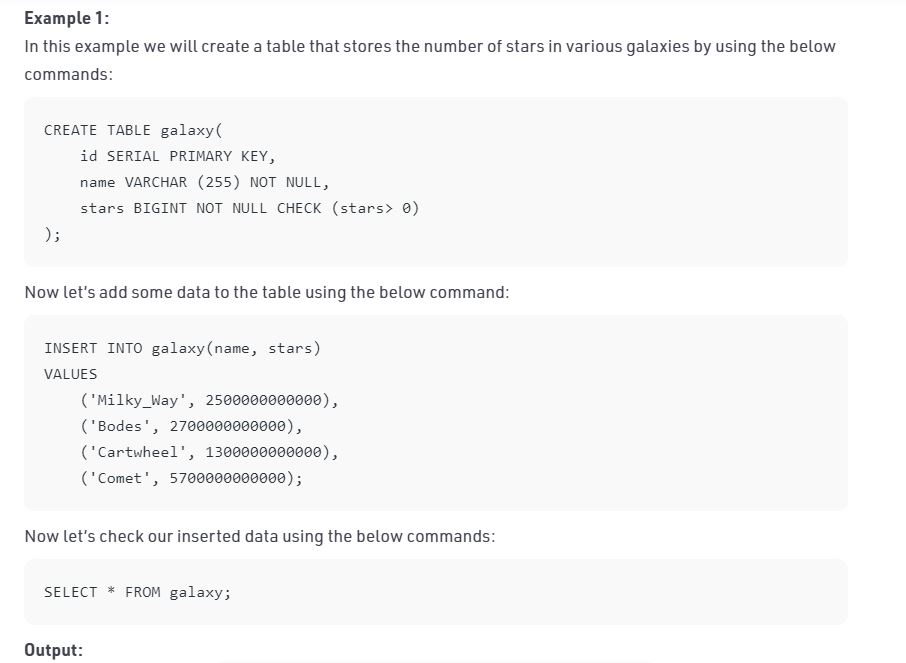 Example 1:
In this example we will create a table that stores the number of stars in various galaxies by using the below
commands:
CREATE TABLE galaxy(
    id SERIAL PRIMARY KEY,
    name VARCHAR (255) NOT NULL,
    stars BIGINT NOT NULL CHECK (stars> 0)
);
Now let's add some data to the table using the below command:
INSERT INTO galaxy(name, stars)
VALUES
    ('Milky_Way', 2500000000000),
    ('Bodes', 2700000000000),
    ('Cartwheel', 1300000000000),
    ('Comet', 5700000000000);
Now let's check our inserted data using the below commands:
SELECT * FROM galaxy;
Output: